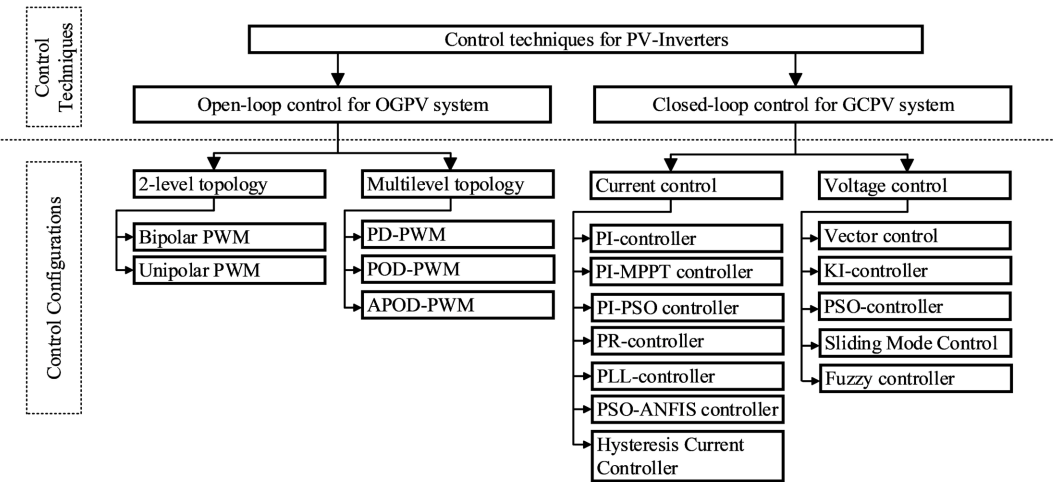 Control
Techniques
Control techniques for PV-Inverters
Open-loop control for OGPV system
Closed-loop control for GCPV system
Control Configurations
2-level topology
Bipolar PWM
Unipolar PWM
Multilevel topology
PD-PWM
POD-PWM
APOD-PWM
Current control
PI-controller
PI-MPPT controller
PI-PSO controller
PR-controller
PLL-controller
PSO-ANFIS controller
Hysteresis Current
Controller
Voltage control
Vector control
KI-controller
PSO-controller
Sliding Mode Control
Fuzzy controller